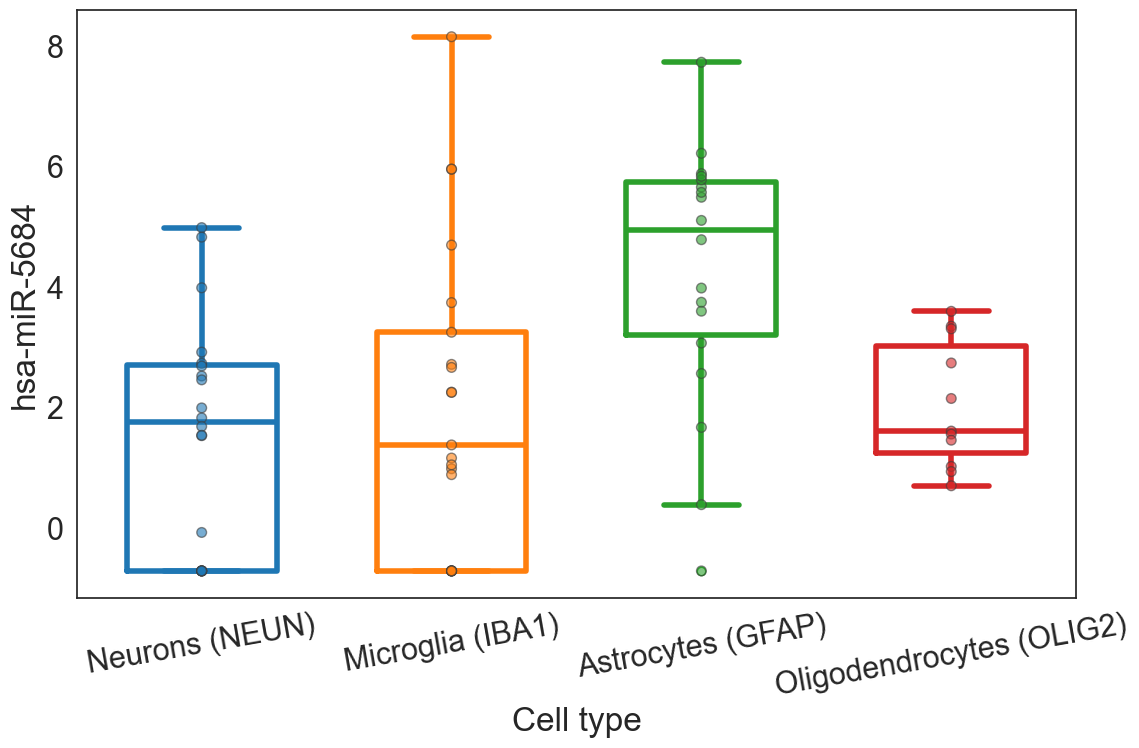 hsa-miR-5684
8
6
4
2
0
Neurons (NEUN)
Microglia (IBA1)
Astrocytes (GFAP)
Oligodendrocytes (OLIG2)
Cell type